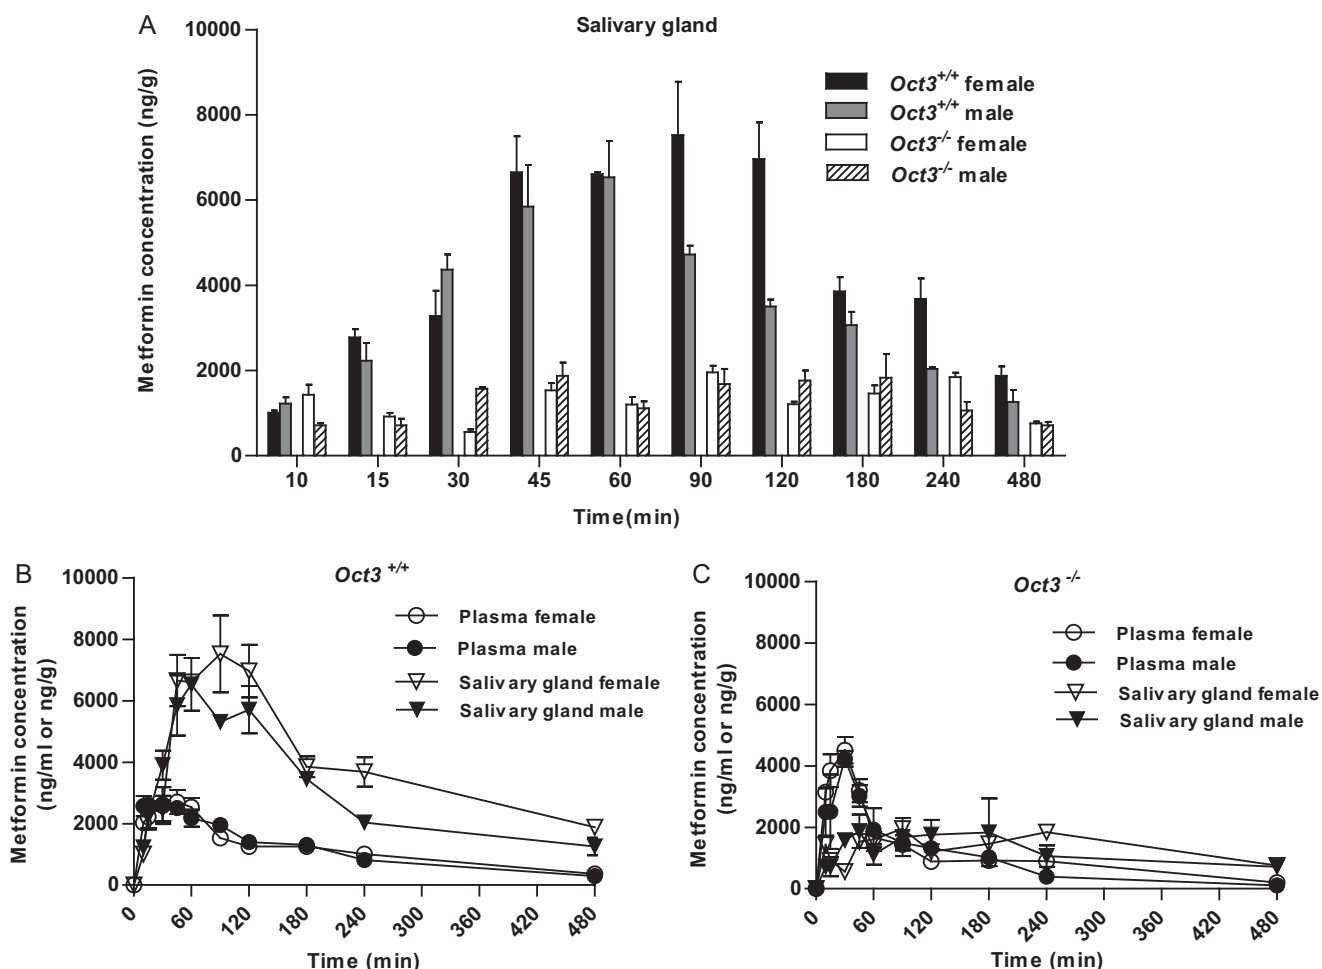 A
Salivary gland
Metformin concentration (ng/g)
10000
8000
6000
4000
2000
0
Oct3+/+ female
Oct3+/+ male
Oct3-/- female
Oct3-/- male
10 15 30 45 60 90 120 180 240 480
Time(min)
B
Oct3 +/+
Metformin concentration
(ng/ml or ng/g)
10000
8000
6000
4000
2000
0
Plasma female
Plasma male
Salivary gland female
Salivary gland male
0 60 120 180 240 300 360 420 480
Time (min)
C
Oct3 -/-
Metformin concentration
(ng/ml or ng/g)
10000
8000
6000
4000
2000
0
Plasma female
Plasma male
Salivary gland female
Salivary gland male
0 60 120 180 240 300 360 420 480
Time (min)